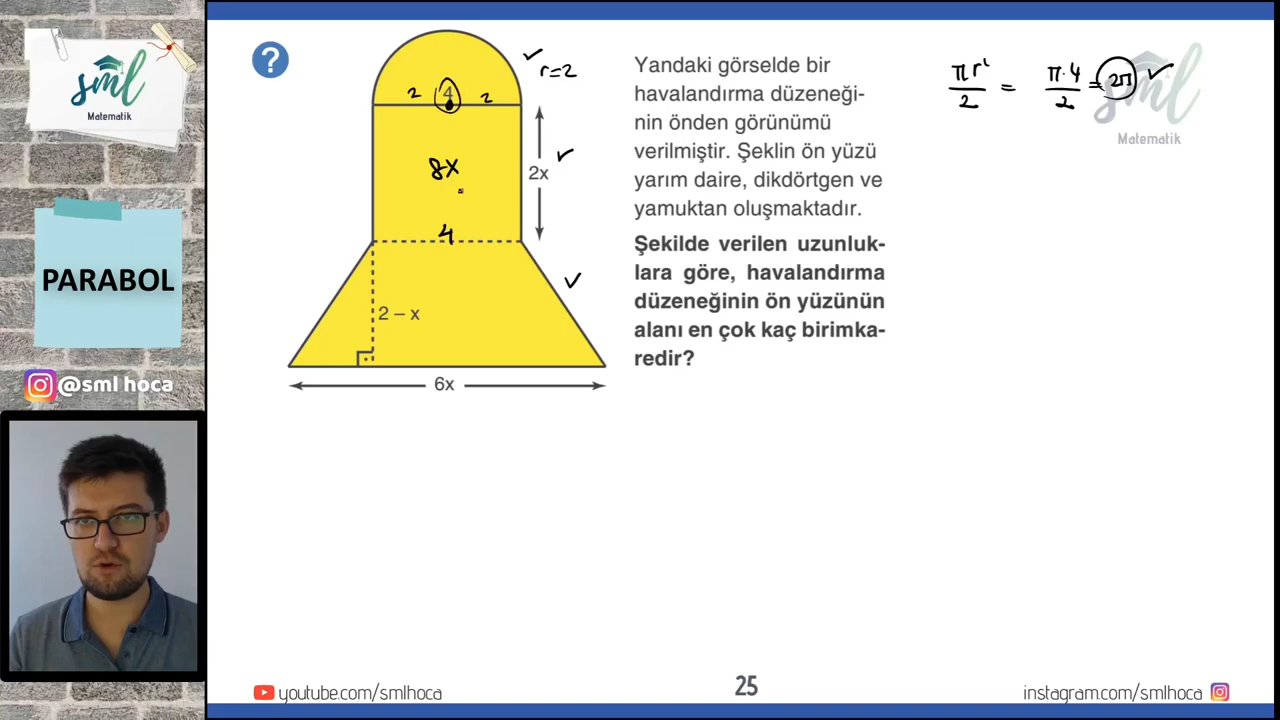 sml
Matematik
PARABOL
@sml hoca
?
r=2
2 4 2
8x
2x
4
2 – x
6x
Yandaki görselde bir
havalandırma düzeneği-
nin önden görünümü
verilmiştir. Şeklin ön yüzü
yarım daire, dikdörtgen ve
yamuktan oluşmaktadır.
Şekilde verilen uzunluk-
lara göre, havalandırma
düzeneğinin ön yüzünün
alanı en çok kaç birimka-
redir?
πr²/2 = π.4/2 = 2π
sml
Matematik
youtube.com/smlhoca
25
instagram.com/smlhoca